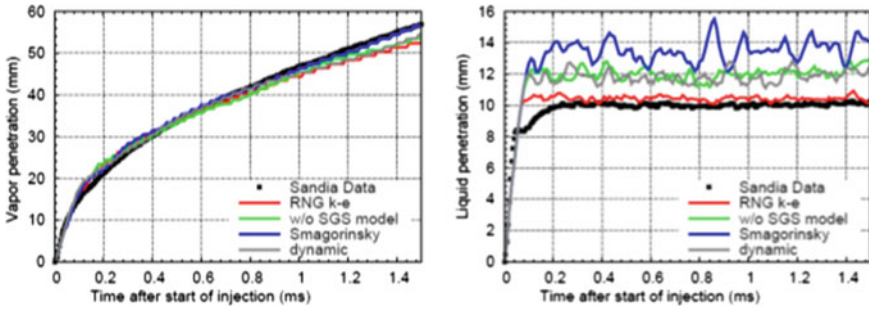 60
50
40
30
20
10
0
Vapor penetration (mm)
Sandia Data
RNG k-e
w/o SGS model
Smagorinsky
dynamic
0 0.2 0.4 0.6 0.8 1 1.2 1.4
Time after start of injection (ms)
16
14
12
10
8
6
4
2
0
Liquid penetration (mm)
Sandia Data
RNG k-e
w/o SGS model
Smagorinsky
dynamic
0 0.2 0.4 0.6 0.8 1 1.2 1.4
Time after start of injection (ms)